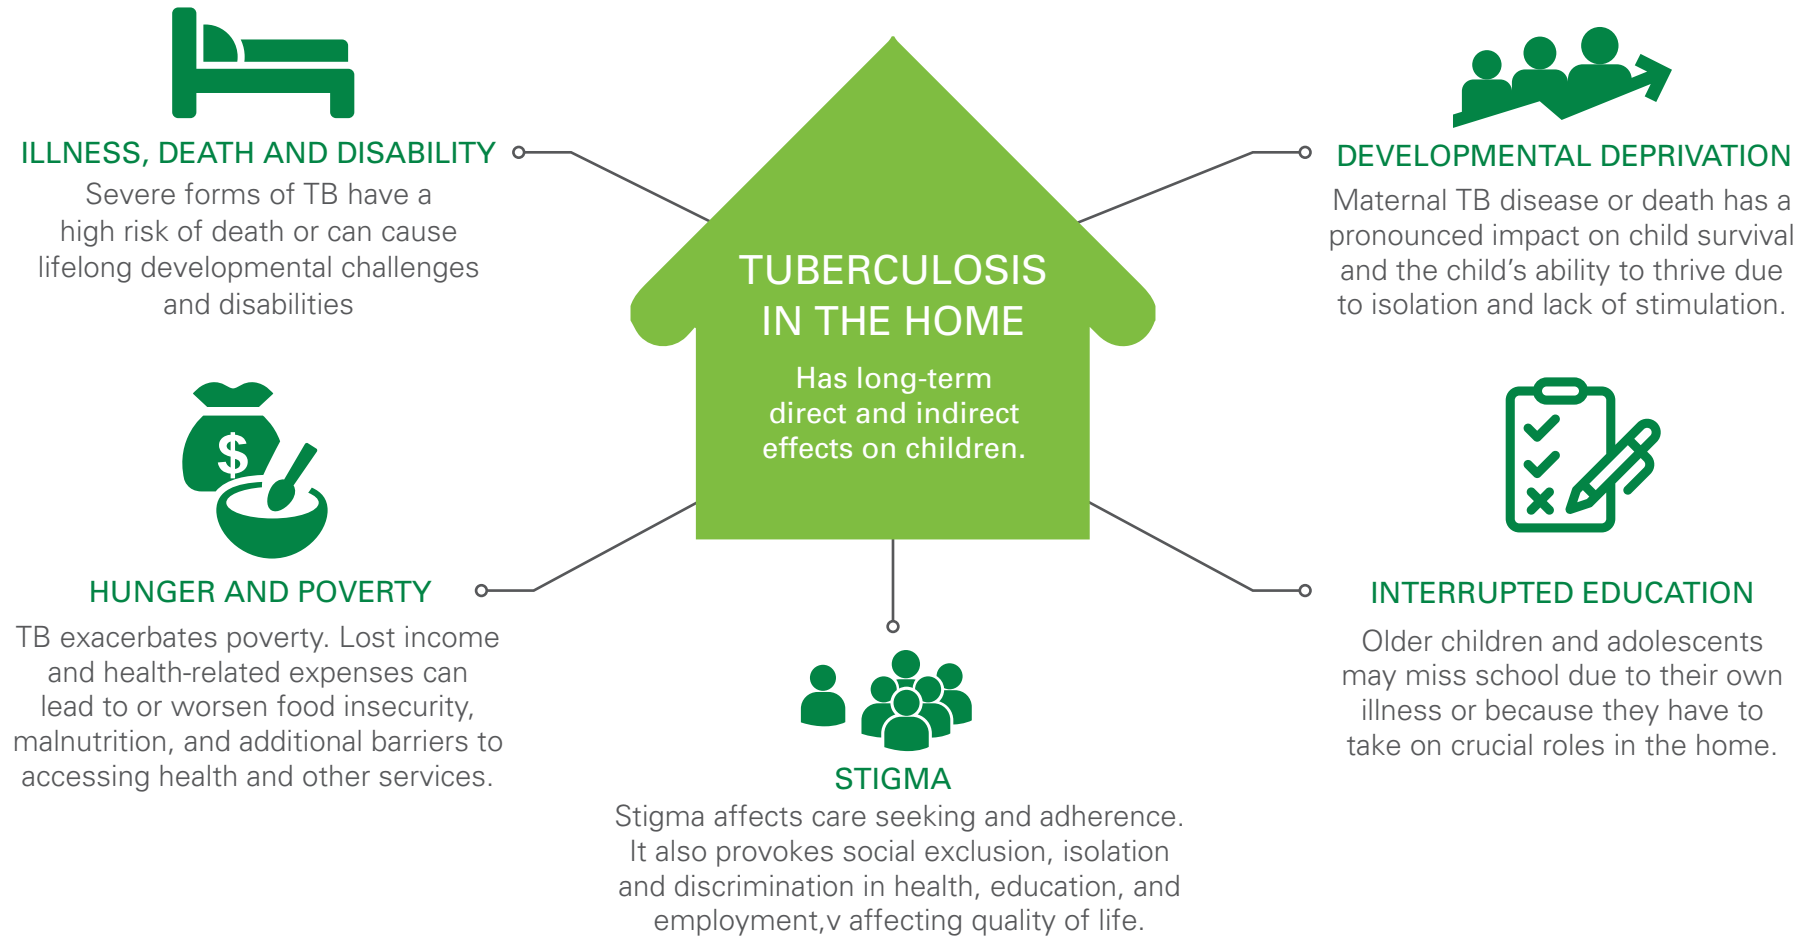 ILLNESS, DEATH AND DISABILITY
Severe forms of TB have a
high risk of death or can cause
lifelong developmental challenges
and disabilities
TUBERCULOSIS
IN THE HOME
Has long-term
direct and indirect
effects on children.
DEVELOPMENTAL DEPRIVATION
Maternal TB disease or death has a
pronounced impact on child survival
and the child’s ability to thrive due
to isolation and lack of stimulation.
$
HUNGER AND POVERTY
TB exacerbates poverty. Lost income
and health-related expenses can
lead to or worsen food insecurity,
malnutrition, and additional barriers to
accessing health and other services.
STIGMA
Stigma affects care seeking and adherence.
It also provokes social exclusion, isolation
and discrimination in health, education, and
employment,v affecting quality of life.
INTERRUPTED EDUCATION
Older children and adolescents
may miss school due to their own
illness or because they have to
take on crucial roles in the home.